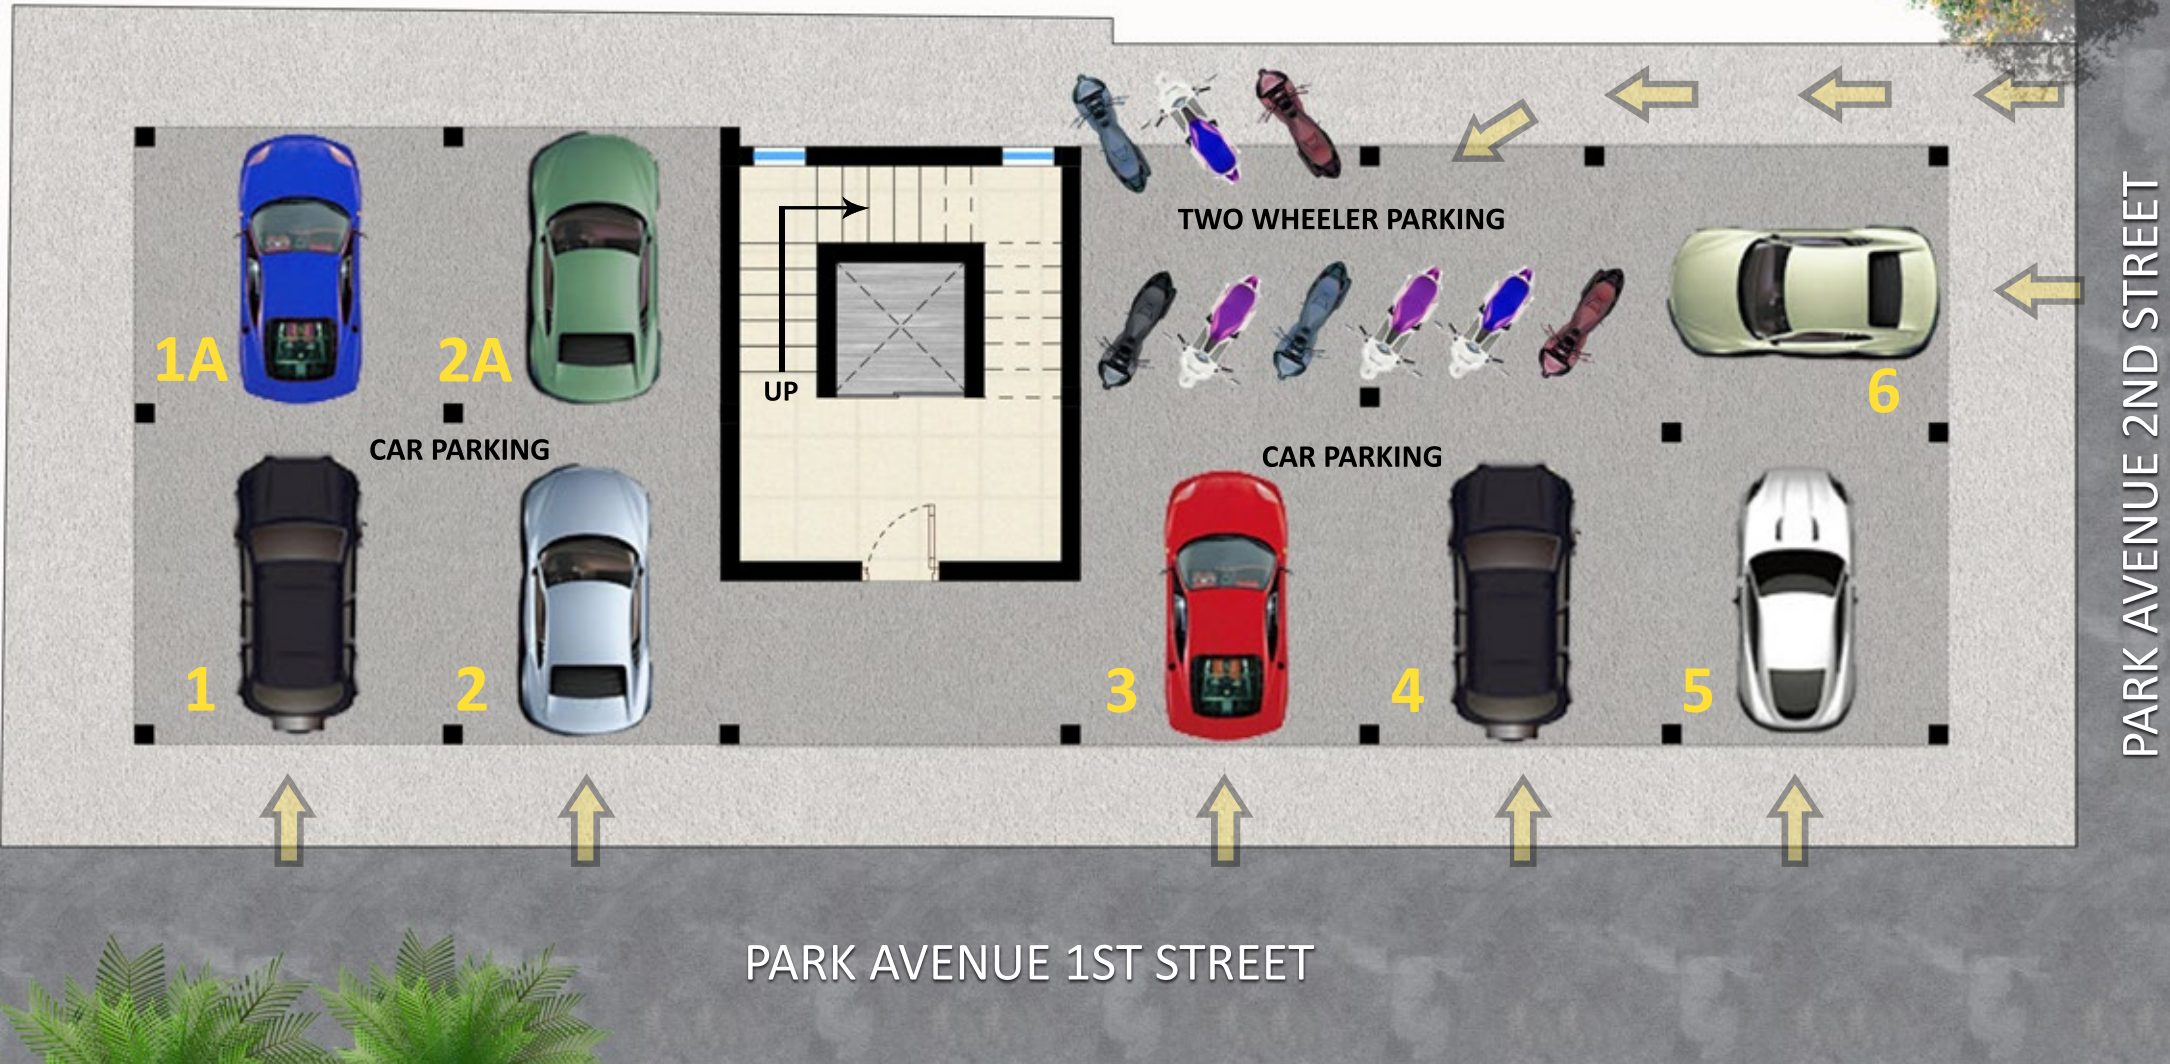 TWO WHEELER PARKING
1A
2A
UP
6
CAR PARKING
CAR PARKING
1
2
3
4
5
PARK AVENUE 2ND STREET
PARK AVENUE 1ST STREET